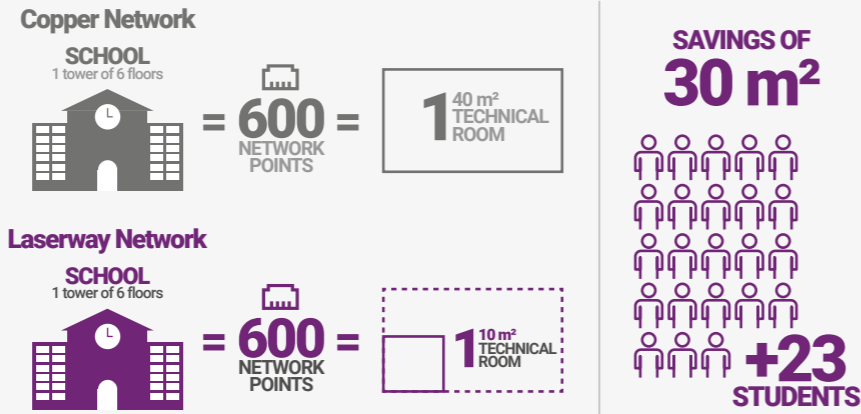 Copper Network
SCHOOL
1 tower of 6 floors
= 600 =
NETWORK
POINTS
1 40 m²
TECHNICAL
ROOM
Laserway Network
SCHOOL
1 tower of 6 floors
= 600 =
NETWORK
POINTS
1 10 m²
TECHNICAL
ROOM
SAVINGS OF
30 m²
+23
STUDENTS